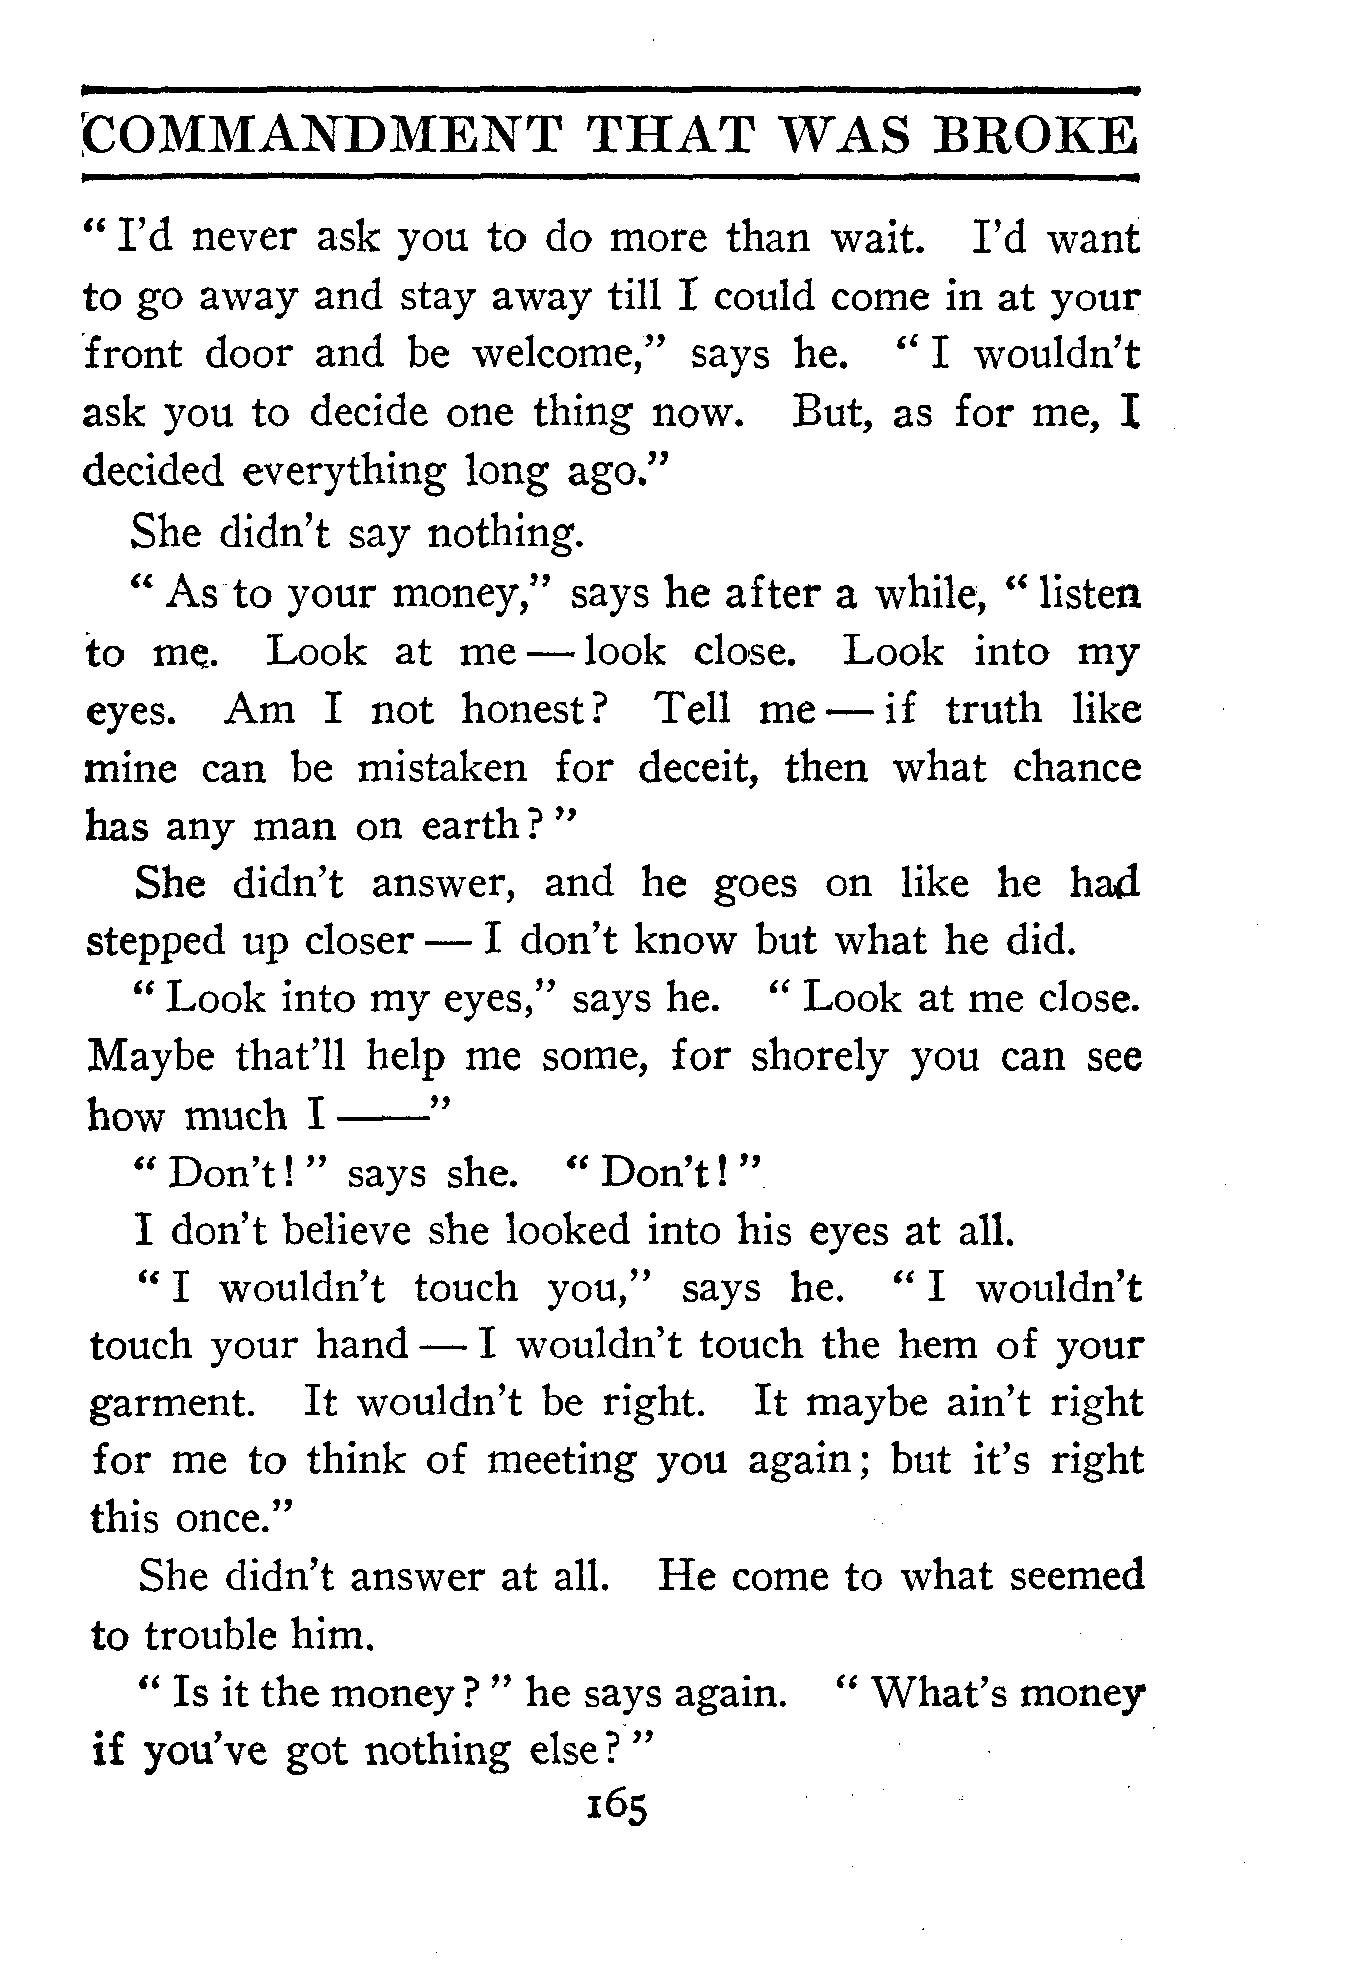 COMMANDMENT THAT WAS BROKE
“ I’d never ask you to do more than wait. I’d want
to go away and stay away till I could come in at your
front door and be welcome,” says he. “ I wouldn’t
ask you to decide one thing now. But, as for me, I
decided everything long ago.”
She didn’t say nothing.
“ As to your money,” says he after a while, “ listen
to me. Look at me — look close. Look into my
eyes. Am I not honest? Tell me — if truth like
mine can be mistaken for deceit, then what chance
has any man on earth? ”
She didn’t answer, and he goes on like he had
stepped up closer — I don’t know but what he did.
“ Look into my eyes,” says he. “ Look at me close.
Maybe that’ll help me some, for shorely you can see
how much I ——”
“ Don’t! ” says she. “ Don’t! ”
I don’t believe she looked into his eyes at all.
“ I wouldn’t touch you,” says he. “ I wouldn’t
touch your hand — I wouldn’t touch the hem of your
garment. It wouldn’t be right. It maybe ain’t right
for me to think of meeting you again; but it’s right
this once.”
She didn’t answer at all. He come to what seemed
to trouble him.
“ Is it the money? ” he says again. “ What’s money
if you’ve got nothing else? ”
165